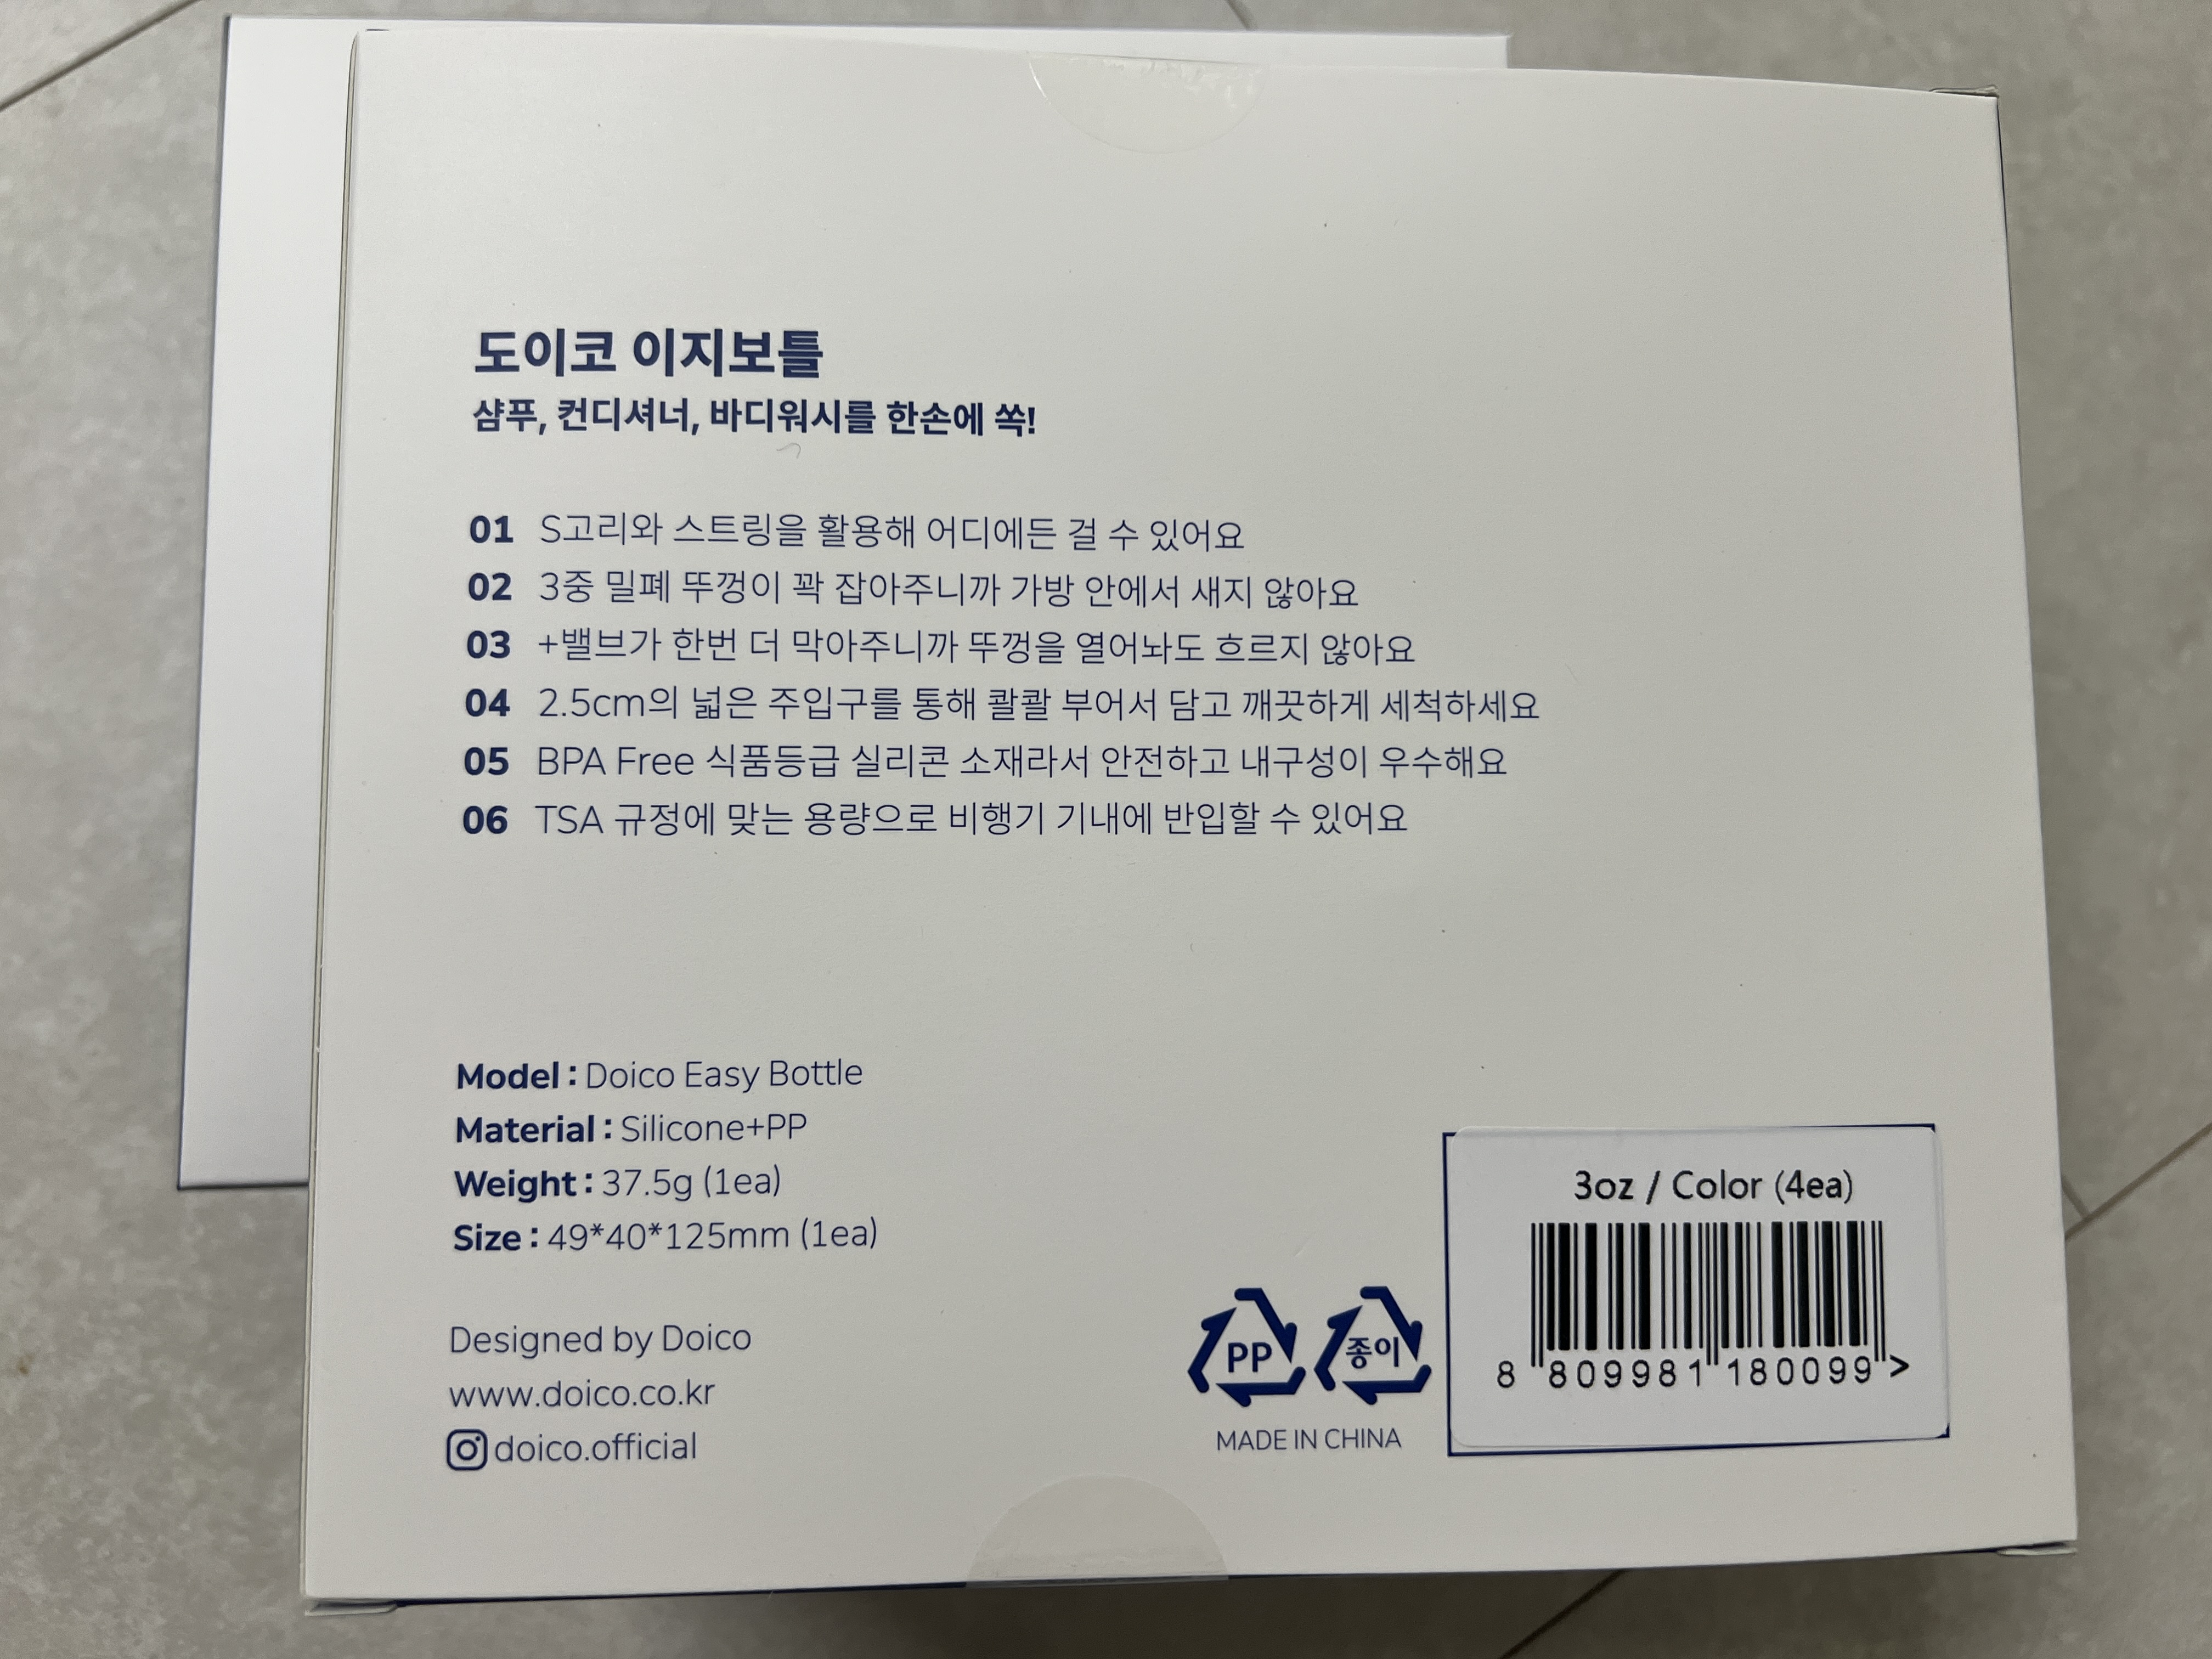 도이코 이지보틀
샴푸, 컨디셔너, 바디워시를 한손에 쏙!
01 S고리와 스트링을 활용해 어디에든 걸 수 있어요
02 3중 밀폐 뚜껑이 꽉 잡아주니까 가방 안에서 새지 않아요
03 +밸브가 한번 더 막아주니까 뚜껑을 열어놔도 흐르지 않아요
04 2.5cm의 넓은 주입구를 통해 콸콸 부어서 담고 깨끗하게 세척하세요
05 BPA Free 식품등급 실리콘 소재라서 안전하고 내구성이 우수해요
06 TSA 규정에 맞는 용량으로 비행기 기내에 반입할 수 있어요
Model : Doico Easy Bottle
Material : Silicone+PP
Weight : 37.5g (1ea)
Size : 49*40*125mm (1ea)
Designed by Doico
www.doico.co.kr
doico.official
PP 종이
MADE IN CHINA
3oz / Color (4ea)
8 809981 180099 >